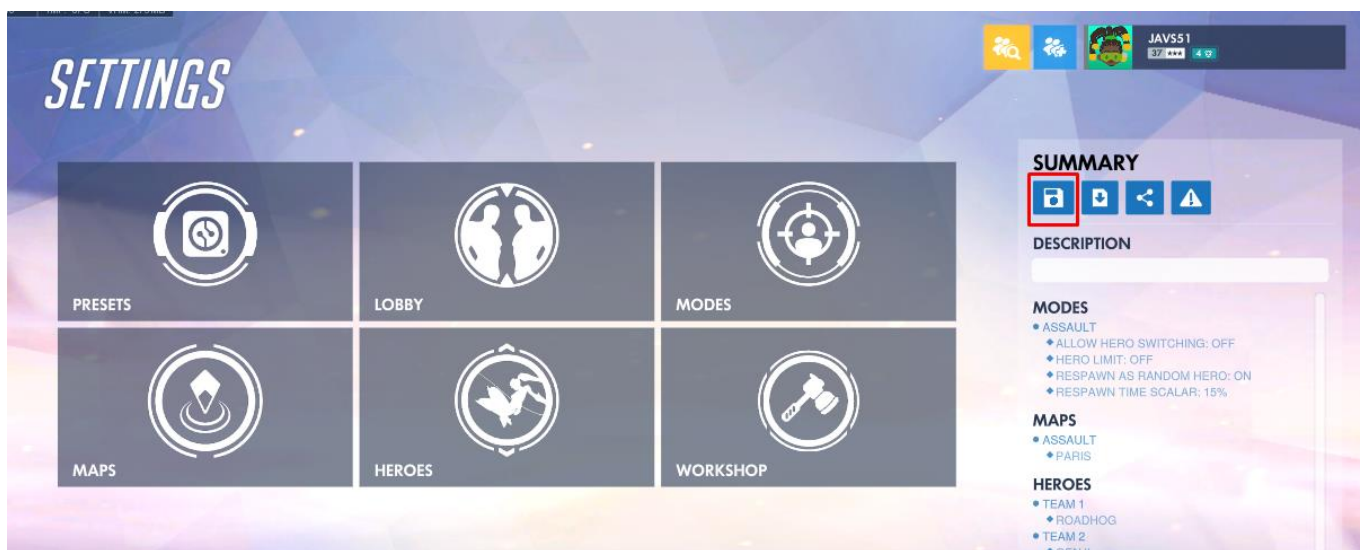 SETTINGS
JAVS51
37 ★★★ 4
PRESETS
LOBBY
MODES
MAPS
HEROES
WORKSHOP
SUMMARY
DESCRIPTION
MODES
● ASSAULT
◆ ALLOW HERO SWITCHING: OFF
◆ HERO LIMIT: OFF
◆ RESPAWN AS RANDOM HERO: ON
◆ RESPAWN TIME SCALAR: 15%
MAPS
● ASSAULT
◆ PARIS
HEROES
● TEAM 1
◆ ROADHOG
● TEAM 2